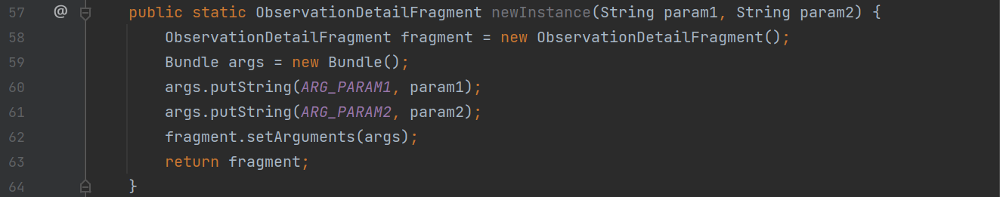 57 @ public static ObservationDetailFragment newInstance(String param1, String param2) {
58 ObservationDetailFragment fragment = new ObservationDetailFragment();
59 Bundle args = new Bundle();
60 args.putString(ARG_PARAM1, param1);
61 args.putString(ARG_PARAM2, param2);
62 fragment.setArguments(args);
63 return fragment;
64 }